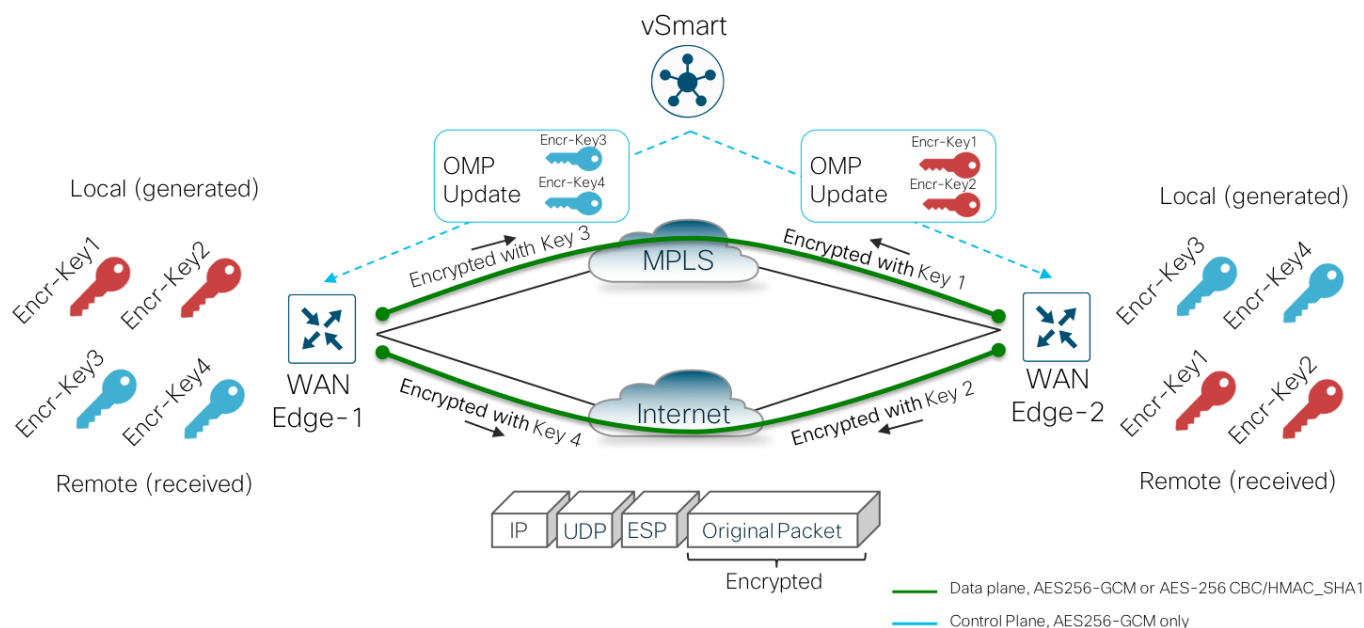 vSmart
OMP
Update
Encr-Key3
Encr-Key4
OMP
Update
Encr-Key1
Encr-Key2
Local (generated)
Encr-Key1
Encr-Key2
Encr-Key3
Encr-Key4
Remote (received)
WAN
Edge-1
Encrypted with Key 3
MPLS
Encrypted with Key 1
Encrypted with Key 4
Internet
Encrypted with Key 2
WAN
Edge-2
Local (generated)
Encr-Key3
Encr-Key4
Encr-Key1
Encr-Key2
Remote (received)
IP
UDP
ESP
Original Packet
Encrypted
Data plane, AES256-GCM or AES-256 CBC/HMAC_SHA1
Control Plane, AES256-GCM only